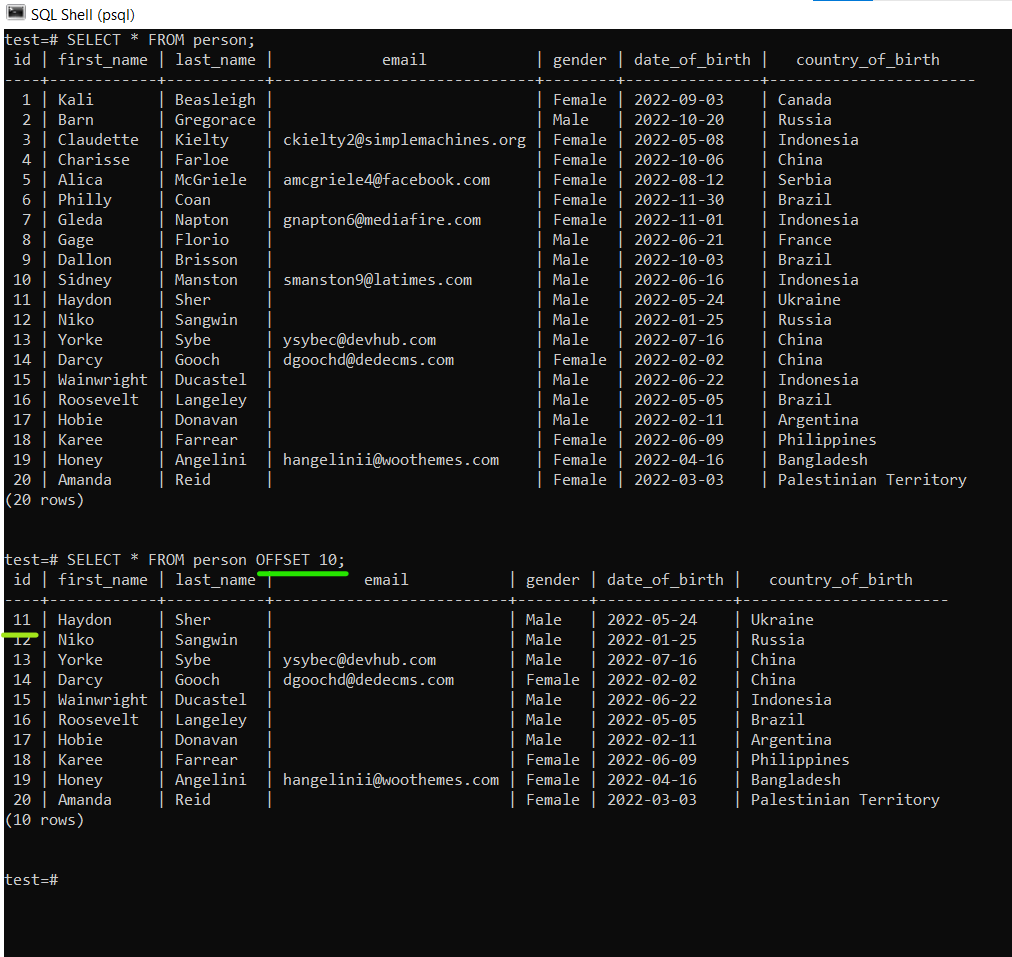 SQL Shell (psql)
test=# SELECT * FROM person;
 id | first_name | last_name |            email            | gender | date_of_birth |   country_of_birth
----+------------+-----------+-----------------------------+--------+---------------+-----------------------
  1 | Kali       | Beasleigh |                             | Female | 2022-09-03    | Canada
  2 | Barn       | Gregorace |                             | Male   | 2022-10-20    | Russia
  3 | Claudette  | Kielty    | ckielty2@simplemachines.org | Female | 2022-05-08    | Indonesia
  4 | Charisse   | Farloe    |                             | Female | 2022-10-06    | China
  5 | Alica      | McGriele  | amcgriele4@facebook.com     | Female | 2022-08-12    | Serbia
  6 | Philly     | Coan      |                             | Female | 2022-11-30    | Brazil
  7 | Gleda      | Napton    | gnapton6@mediafire.com      | Female | 2022-11-01    | Indonesia
  8 | Gage       | Florio    |                             | Male   | 2022-06-21    | France
  9 | Dallon     | Brisson   |                             | Male   | 2022-10-03    | Brazil
 10 | Sidney     | Manston   | smanston9@latimes.com       | Male   | 2022-06-16    | Indonesia
 11 | Haydon     | Sher      |                             | Male   | 2022-05-24    | Ukraine
 12 | Niko       | Sangwin   |                             | Male   | 2022-01-25    | Russia
 13 | Yorke      | Sybe      | ysybec@devhub.com           | Male   | 2022-07-16    | China
 14 | Darcy      | Gooch     | dgoochd@dedecms.com         | Female | 2022-02-02    | China
 15 | Wainwright | Ducastel  |                             | Male   | 2022-06-22    | Indonesia
 16 | Roosevelt  | Langeley  |                             | Male   | 2022-05-05    | Brazil
 17 | Hobie      | Donavan   |                             | Male   | 2022-02-11    | Argentina
 18 | Karee      | Farrear   |                             | Female | 2022-06-09    | Philippines
 19 | Honey      | Angelini  | hangelinii@woothemes.com    | Female | 2022-04-16    | Bangladesh
 20 | Amanda     | Reid      |                             | Female | 2022-03-03    | Palestinian Territory
(20 rows)
test=# SELECT * FROM person OFFSET 10;
 id | first_name | last_name |          email           | gender | date_of_birth |   country_of_birth
----+------------+-----------+--------------------------+--------+---------------+-----------------------
 11 | Haydon     | Sher      |                          | Male   | 2022-05-24    | Ukraine
 12 | Niko       | Sangwin   |                          | Male   | 2022-01-25    | Russia
 13 | Yorke      | Sybe      | ysybec@devhub.com        | Male   | 2022-07-16    | China
 14 | Darcy      | Gooch     | dgoochd@dedecms.com      | Female | 2022-02-02    | China
 15 | Wainwright | Ducastel  |                          | Male   | 2022-06-22    | Indonesia
 16 | Roosevelt  | Langeley  |                          | Male   | 2022-05-05    | Brazil
 17 | Hobie      | Donavan   |                          | Male   | 2022-02-11    | Argentina
 18 | Karee      | Farrear   |                          | Female | 2022-06-09    | Philippines
 19 | Honey      | Angelini  | hangelinii@woothemes.com | Female | 2022-04-16    | Bangladesh
 20 | Amanda     | Reid      |                          | Female | 2022-03-03    | Palestinian Territory
(10 rows)
test=#